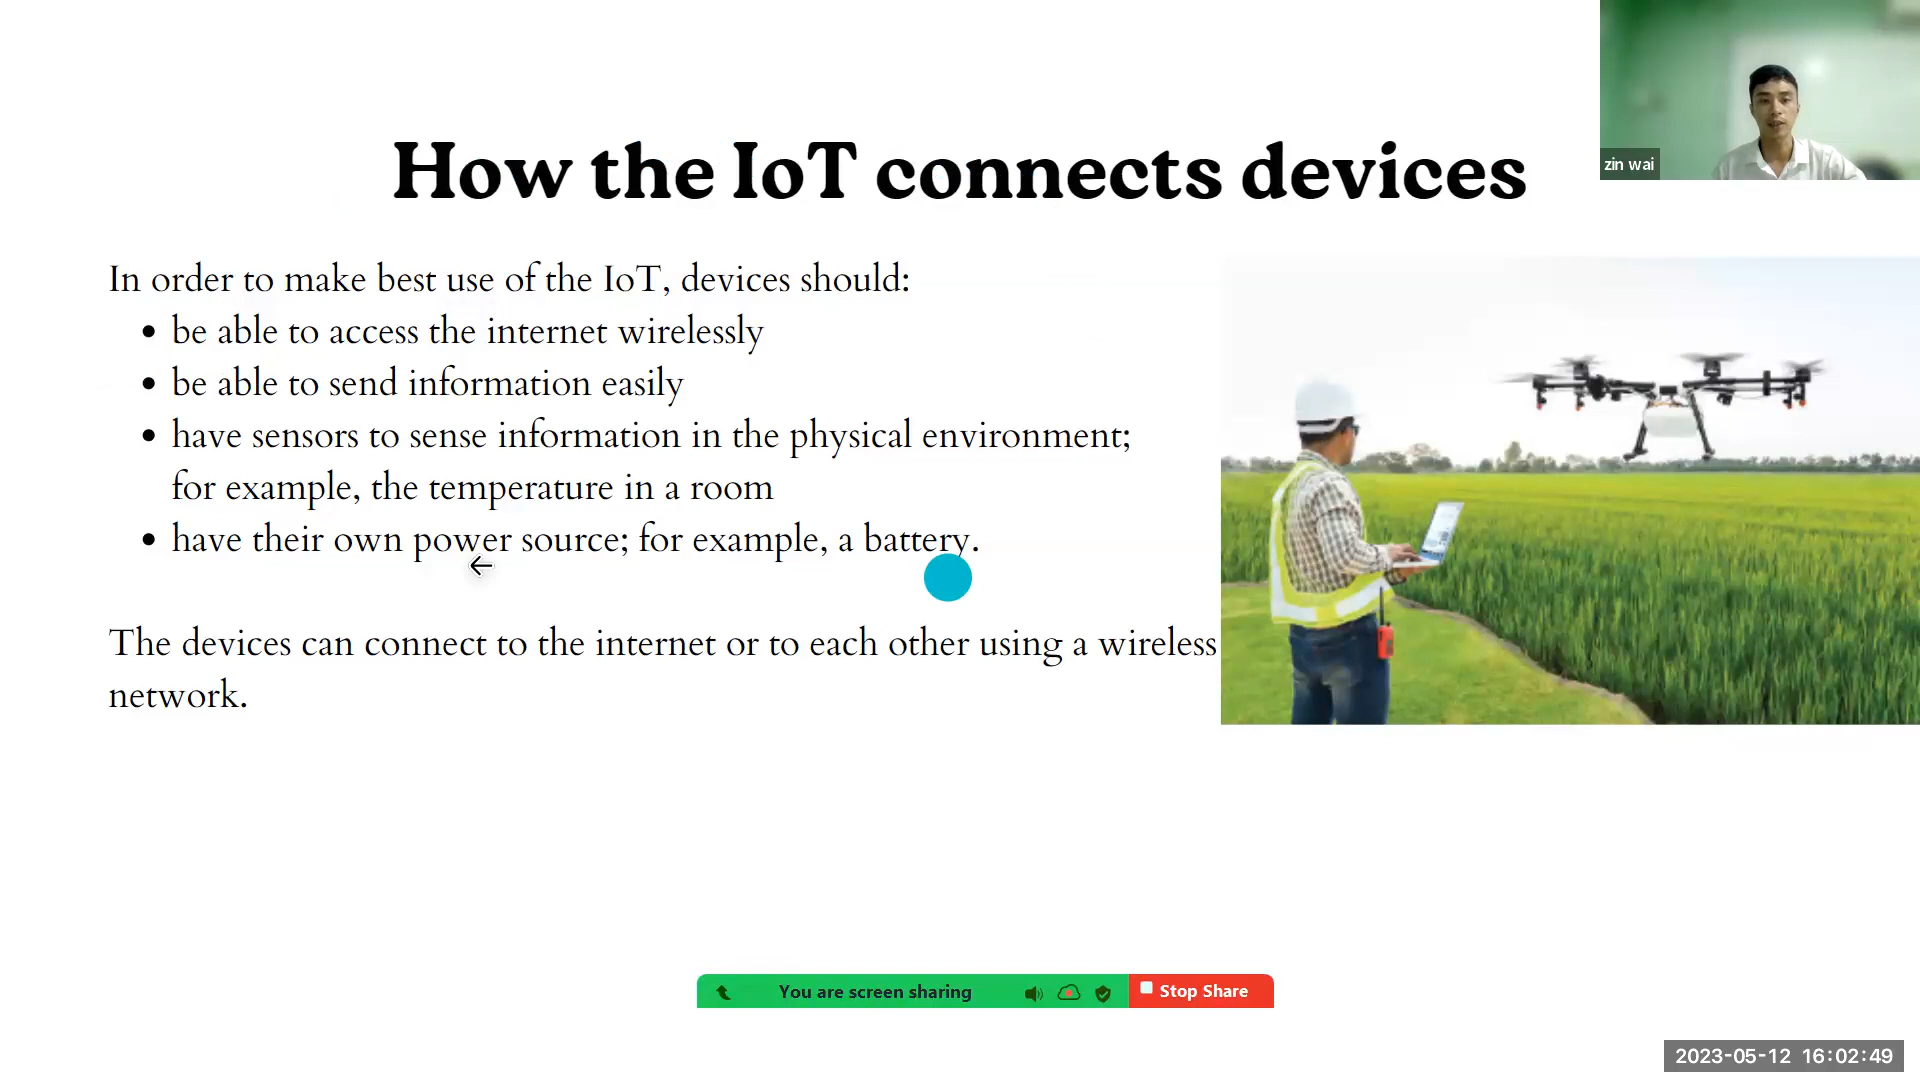 zin wai
How the IoT connects devices
In order to make best use of the IoT, devices should:
• be able to access the internet wirelessly
• be able to send information easily
• have sensors to sense information in the physical environment;
for example, the temperature in a room
• have their own power source; for example, a battery.
The devices can connect to the internet or to each other using a wireless
network.
You are screen sharing
Stop Share
2023-05-12 16:02:49